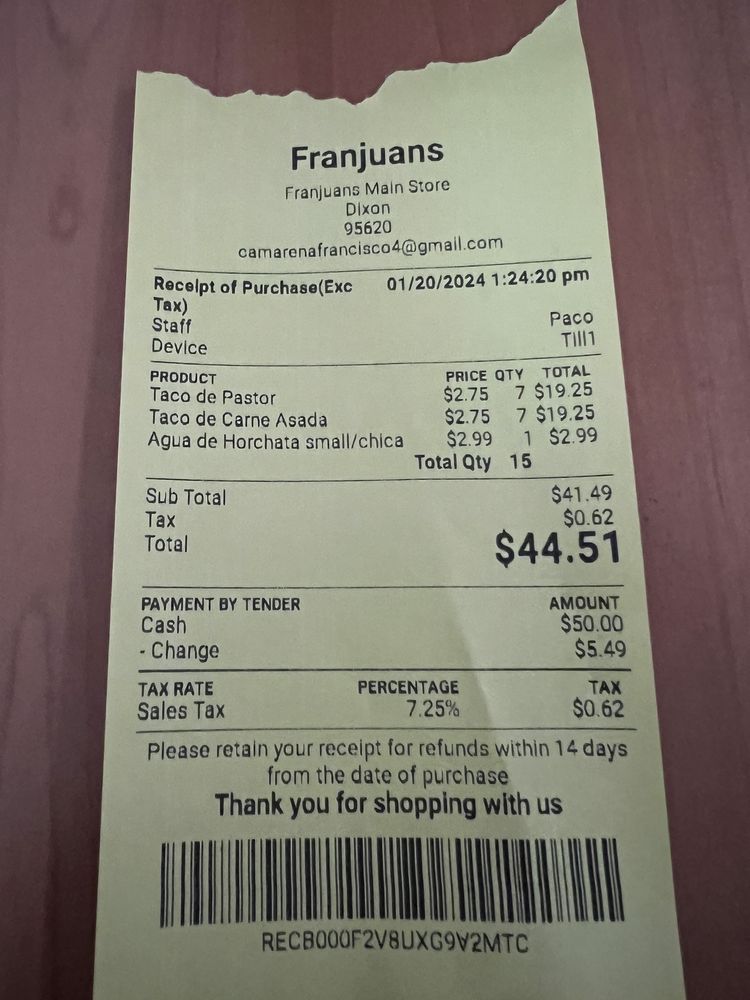 Franjuans
Franjuans Main Store
Dixon
95620
camarenafrancisco4@gmail.com
Receipt of Purchase(Exc Tax) 01/20/2024 1:24:20 pm
Staff Paco
Device Till1
PRODUCT PRICE QTY TOTAL
Taco de Pastor $2.75 7 $19.25
Taco de Carne Asada $2.75 7 $19.25
Agua de Horchata small/chica $2.99 1 $2.99
Total Qty 15
Sub Total $41.49
Tax $0.62
Total $44.51
PAYMENT BY TENDER AMOUNT
Cash $50.00
- Change $5.49
TAX RATE PERCENTAGE TAX
Sales Tax 7.25% $0.62
Please retain your receipt for refunds within 14 days
from the date of purchase
Thank you for shopping with us
RECB000F2V8UXG9V2MTC